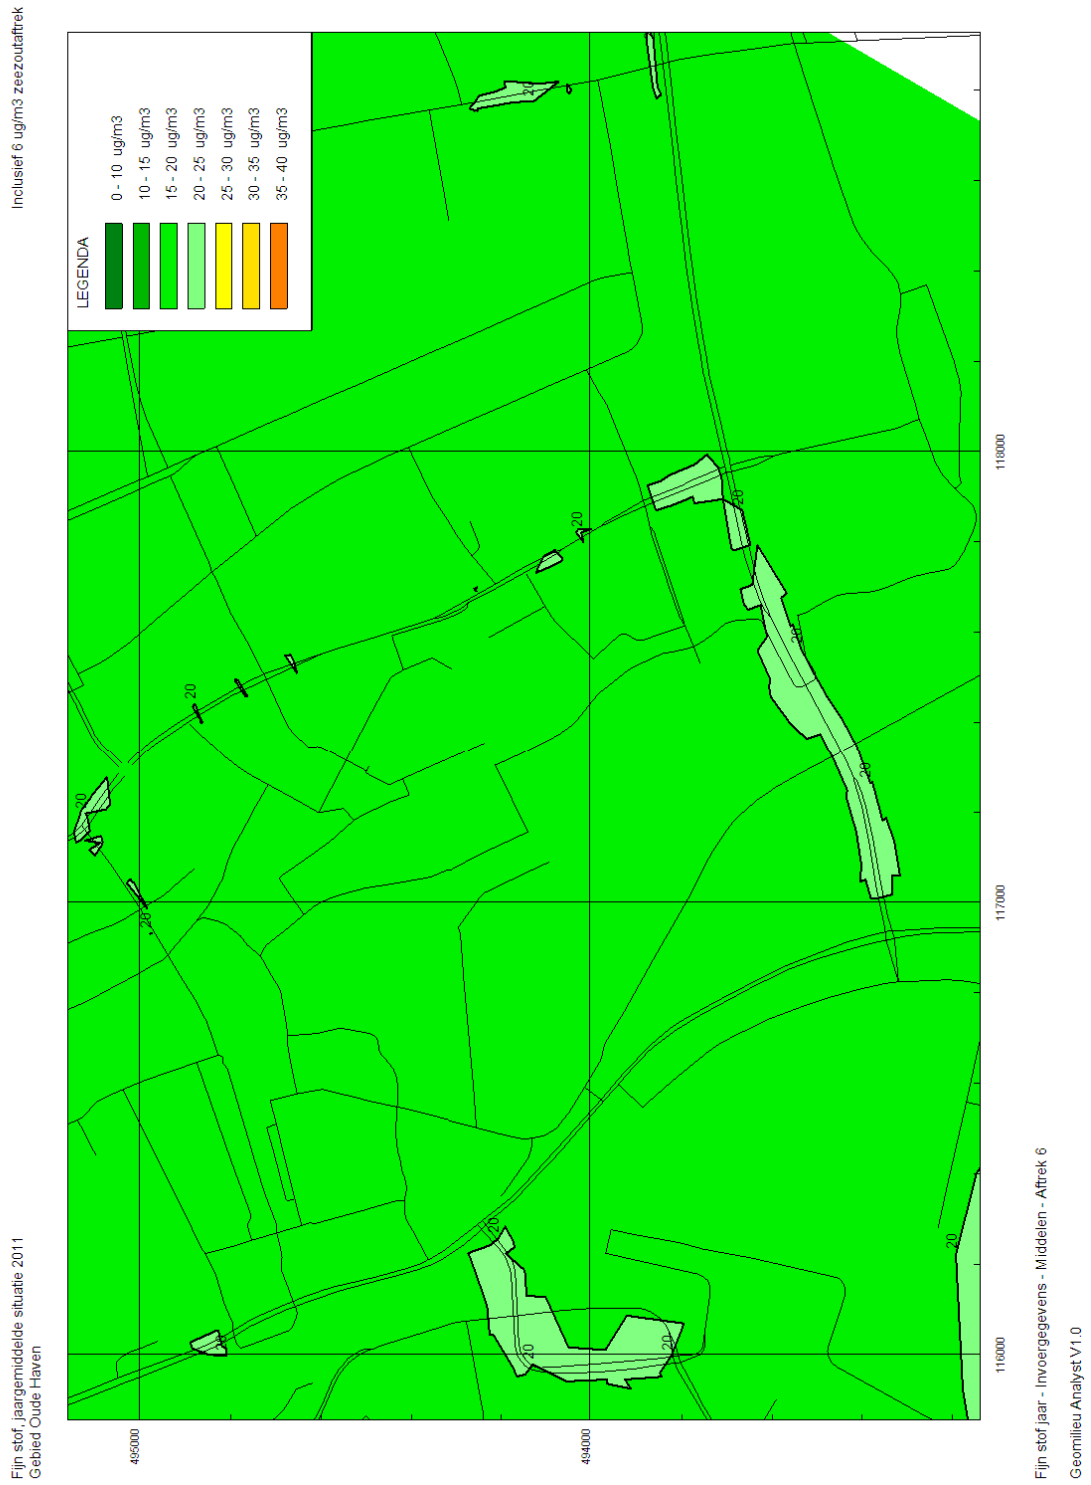 Fijn stof, jaargemiddelde situatie 2011
Gebied Oude Haven
Inclusief 6 ug/m3 zeezoutaftrek
LEGENDA
0 - 10 ug/m3
10 - 15 ug/m3
15 - 20 ug/m3
20 - 25 ug/m3
25 - 30 ug/m3
30 - 35 ug/m3
35 - 40 ug/m3
20
20
20
20
20
20
20
20
20
20
20
20
20
495000
494000
116000
117000
118000
Fijn stof jaar - Invoergegevens - Middelen - Aftrek 6
Geomilieu Analyst V1.0